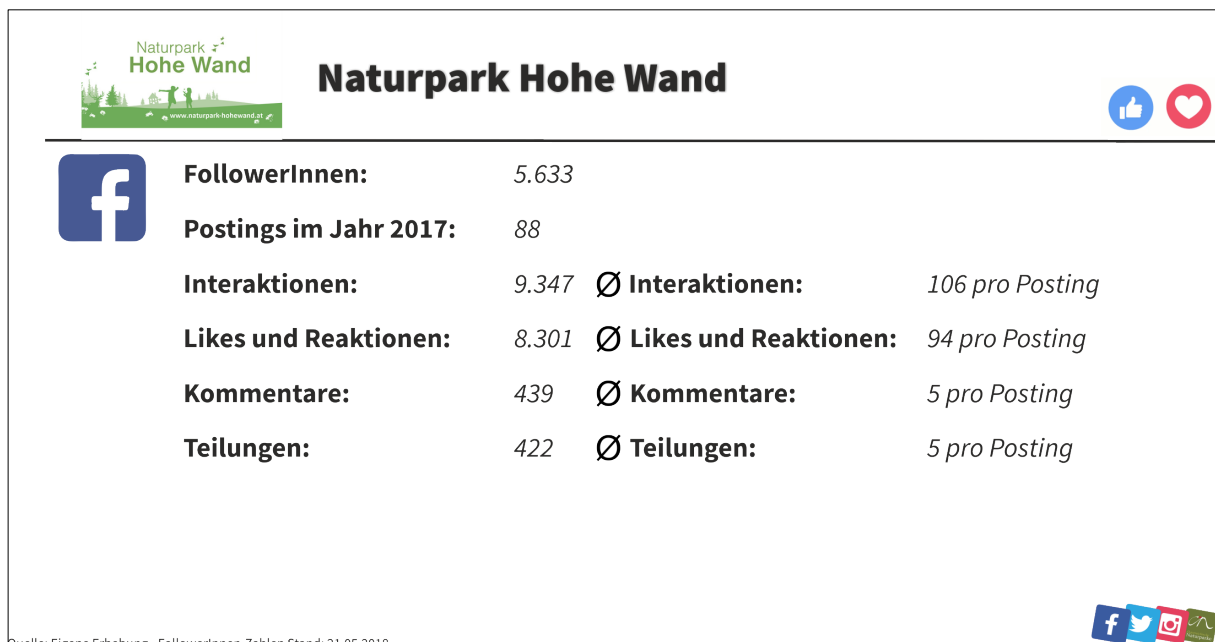 Naturpark
Hohe Wand
www.naturpark-hohewand.at
Naturpark Hohe Wand
FollowerInnen: 5.633
Postings im Jahr 2017: 88
Interaktionen: 9.347 Ø Interaktionen: 106 pro Posting
Likes und Reaktionen: 8.301 Ø Likes und Reaktionen: 94 pro Posting
Kommentare: 439 Ø Kommentare: 5 pro Posting
Teilungen: 422 Ø Teilungen: 5 pro Posting